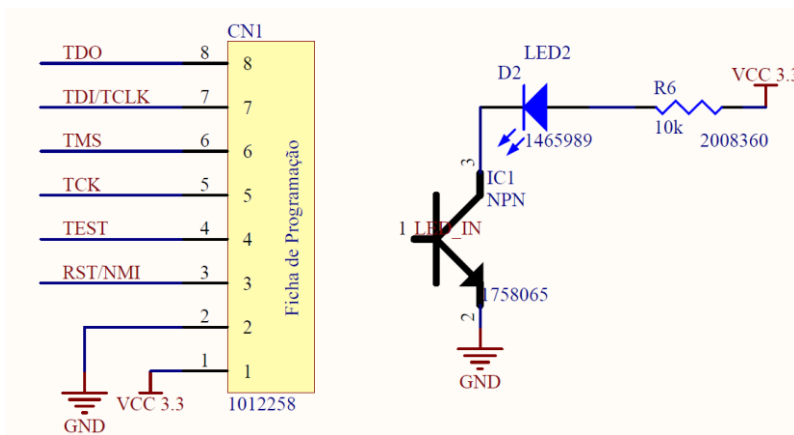 CN1
TDO 8 8
TDI/TCLK 7 7
TMS 6 6
TCK 5 5
TEST 4 4
RST/NMI 3 3
2 2
1 1
GND
VCC 3.3
Ficha de Programação
1012258
LED2
D2
1465989
R6
10k
2008360
VCC 3.3
3
IC1
NPN
1 LED_IN
1758065
2
GND